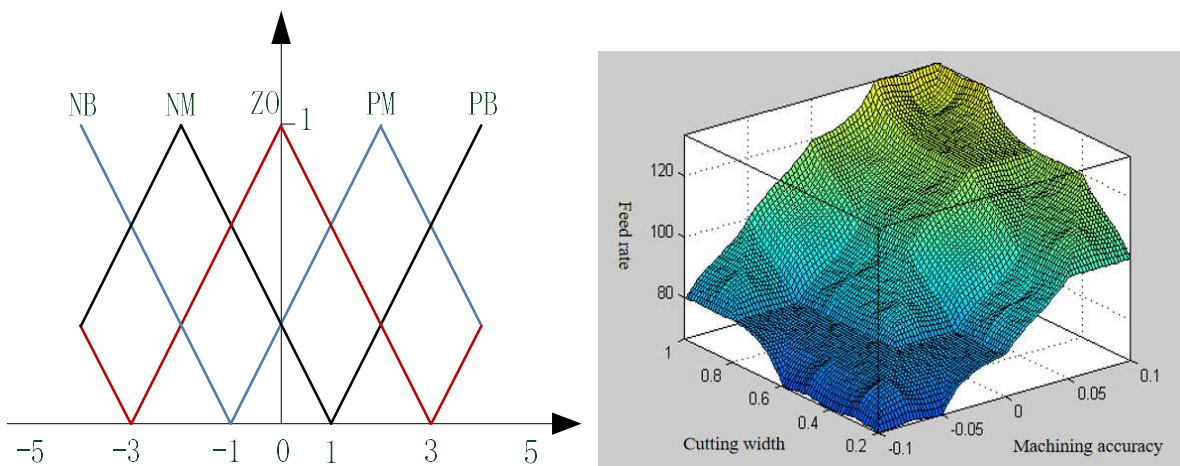 NB NM ZO PM PB
1
-5 -3 -1 0 1 3 5
120
100
80
Feed rate
1 0.8 0.6 0.4 0.2
-0.1 -0.05 0 0.05 0.1
Cutting width
Machining accuracy